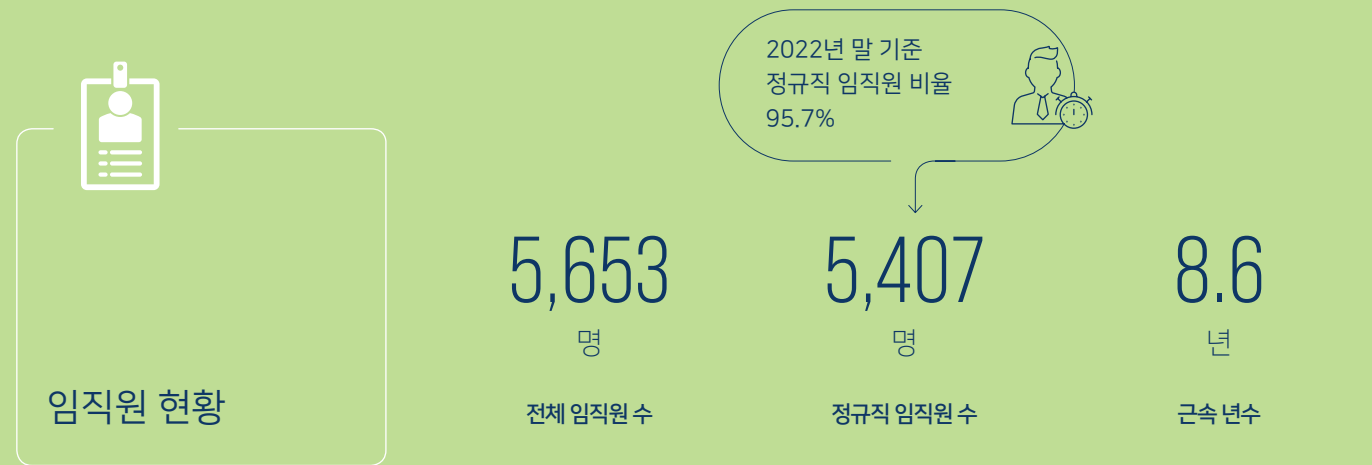 2022년 말 기준
정규직 임직원 비율
95.7%
임직원 현황
5,653
명
전체 임직원 수
5,407
명
정규직 임직원 수
8.6
년
근속 년수